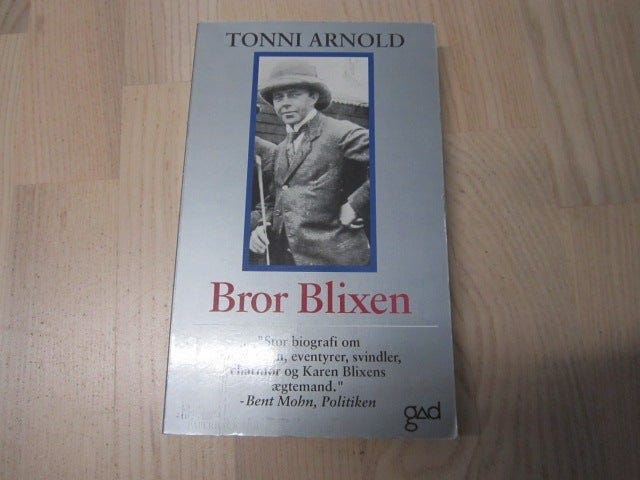 TONNI ARNOLD
Bror Blixen
"Stor biografi om
eventyrer, svindler,
og Karen Blixens
ægtemand."
-Bent Mohn, Politiken
gad